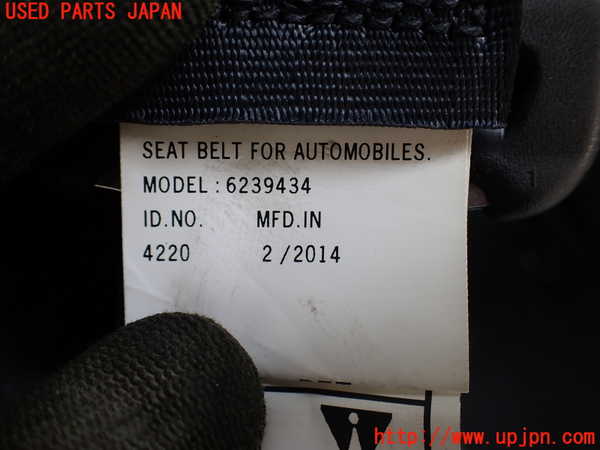 USED PARTS JAPAN
SEAT BELT FOR AUTOMOBILES.
MODEL : 6239434
ID.NO. MFD.IN
4220 2 / 2014
http://www.upjpn.com/